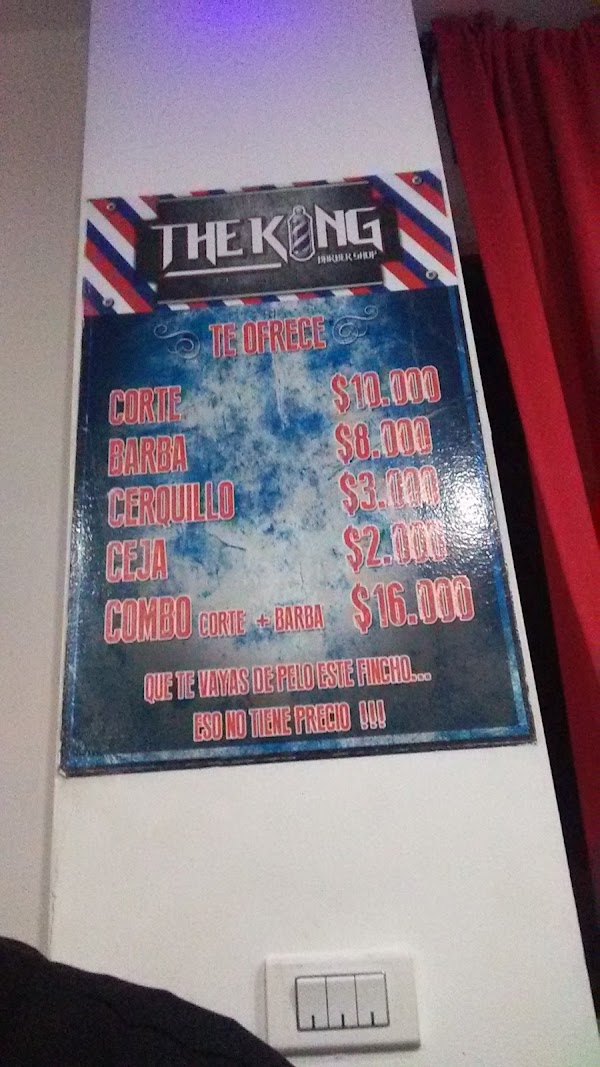 THE KING
BARBER SHOP
TE OFRECE
CORTE $10.000
BARBA $8.000
CERQUILLO $3.000
CEJA $2.000
COMBO CORTE + BARBA $16.000
QUE TE VAYAS DE PELO ESTE FINCHO...
ESO NO TIENE PRECIO !!!